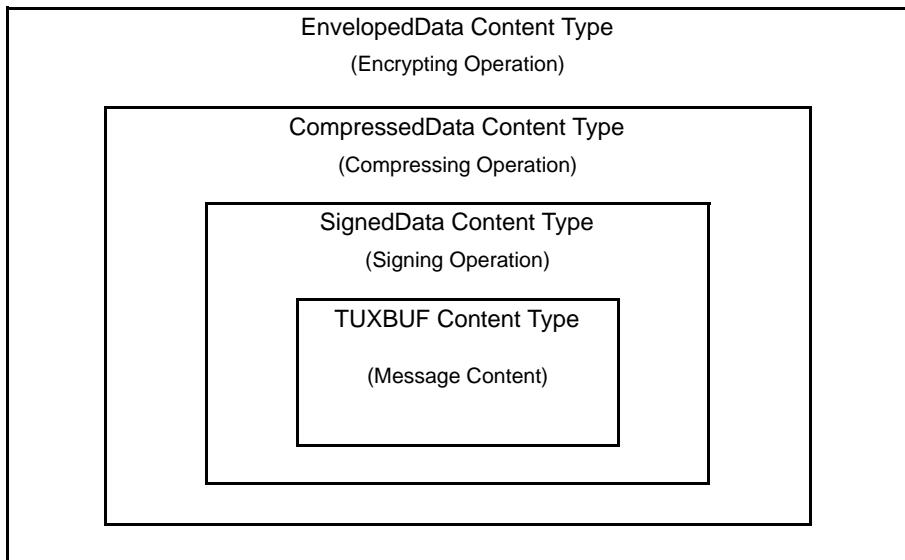 EnvelopedData Content Type
(Encrypting Operation)
CompressedData Content Type
(Compressing Operation)
SignedData Content Type
(Signing Operation)
TUXBUF Content Type
(Message Content)